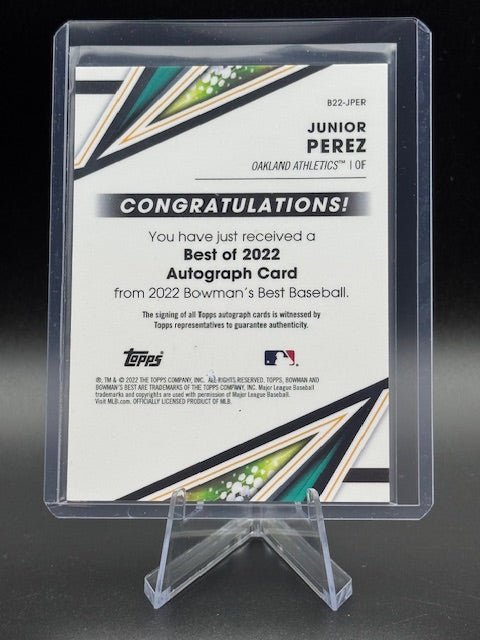 B22-JPER
JUNIOR
PEREZ
OAKLAND ATHLETICS™ | OF
CONGRATULATIONS!
You have just received a
Best of 2022
Autograph Card
from 2022 Bowman's Best Baseball.
The signing of all Topps autograph cards is witnessed by
Topps representatives to guarantee authenticity.
Topps
®, TM & © 2022 THE TOPPS COMPANY, INC. ALL RIGHTS RESERVED. TOPPS, BOWMAN AND
BOWMAN'S BEST ARE TRADEMARKS OF THE TOPPS COMPANY, INC. Major League Baseball
trademarks and copyrights are used with permission of Major League Baseball.
Visit MLB.com. OFFICIALLY LICENSED PRODUCT OF MLB.